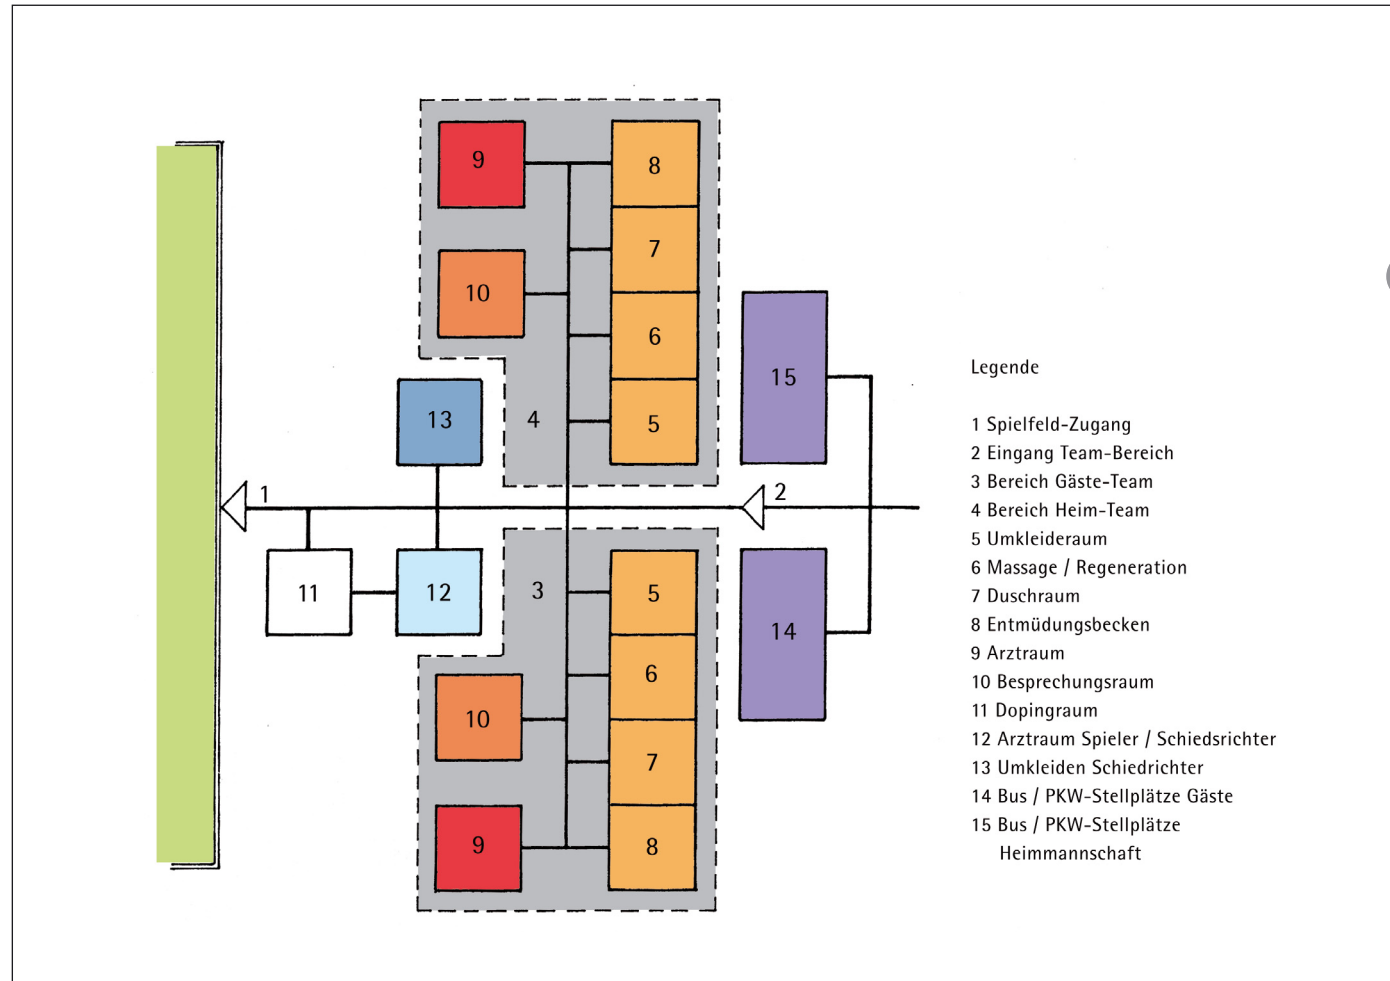 9
8
7
10
6
15
13
4
5
1
2
11
12
3
5
14
6
10
7
9
8
Legende
1 Spielfeld-Zugang
2 Eingang Team-Bereich
3 Bereich Gäste-Team
4 Bereich Heim-Team
5 Umkleideraum
6 Massage / Regeneration
7 Duschraum
8 Entmüdungsbecken
9 Arztraum
10 Besprechungsraum
11 Dopingraum
12 Arztraum Spieler / Schiedsrichter
13 Umkleiden Schiedrichter
14 Bus / PKW-Stellplätze Gäste
15 Bus / PKW-Stellplätze
Heimmannschaft